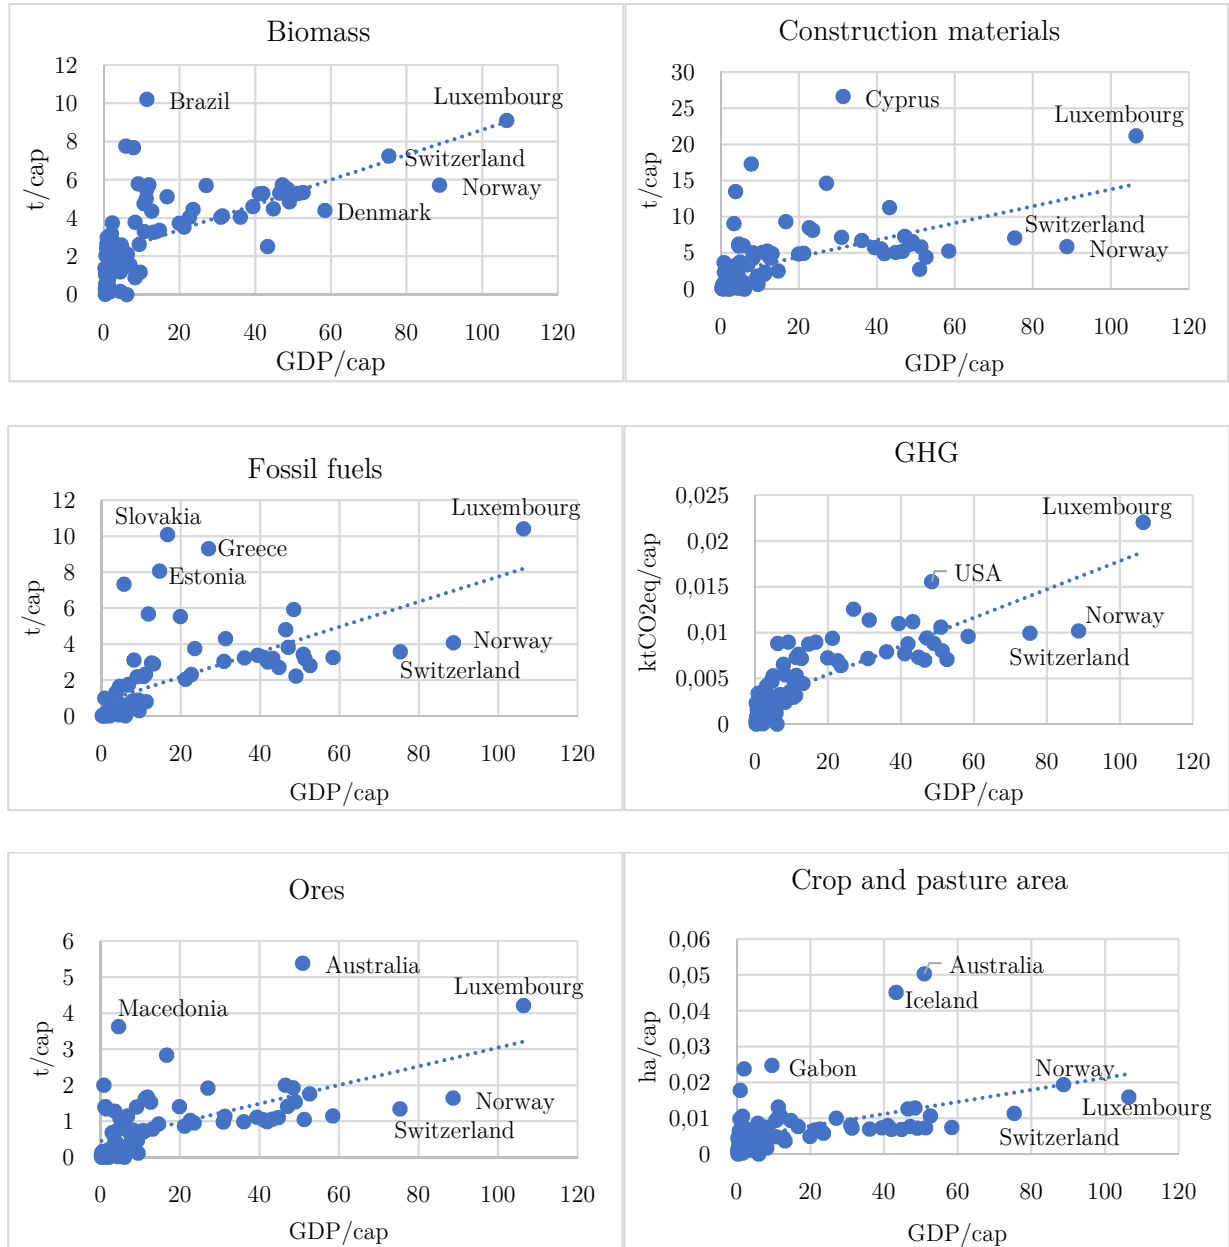 Biomass
12
10
8
6
4
2
0
t/cap
Brazil
Luxembourg
Switzerland
Norway
Denmark
0 20 40 60 80 100 120
GDP/cap
Construction materials
30
25
20
15
10
5
0
t/cap
Cyprus
Luxembourg
Switzerland
Norway
0 20 40 60 80 100 120
GDP/cap
Fossil fuels
12
10
8
6
4
2
0
t/cap
Slovakia
Greece
Estonia
Luxembourg
Norway
Switzerland
0 20 40 60 80 100 120
GDP/cap
GHG
0,025
0,02
0,015
0,01
0,005
0
ktCO2eq/cap
Luxembourg
USA
Norway
Switzerland
0 20 40 60 80 100 120
GDP/cap
Ores
6
5
4
3
2
1
0
t/cap
Australia
Luxembourg
Macedonia
Norway
Switzerland
0 20 40 60 80 100 120
GDP/cap
Crop and pasture area
0,06
0,05
0,04
0,03
0,02
0,01
0
ha/cap
Australia
Iceland
Gabon
Norway
Luxembourg
Switzerland
0 20 40 60 80 100 120
GDP/cap